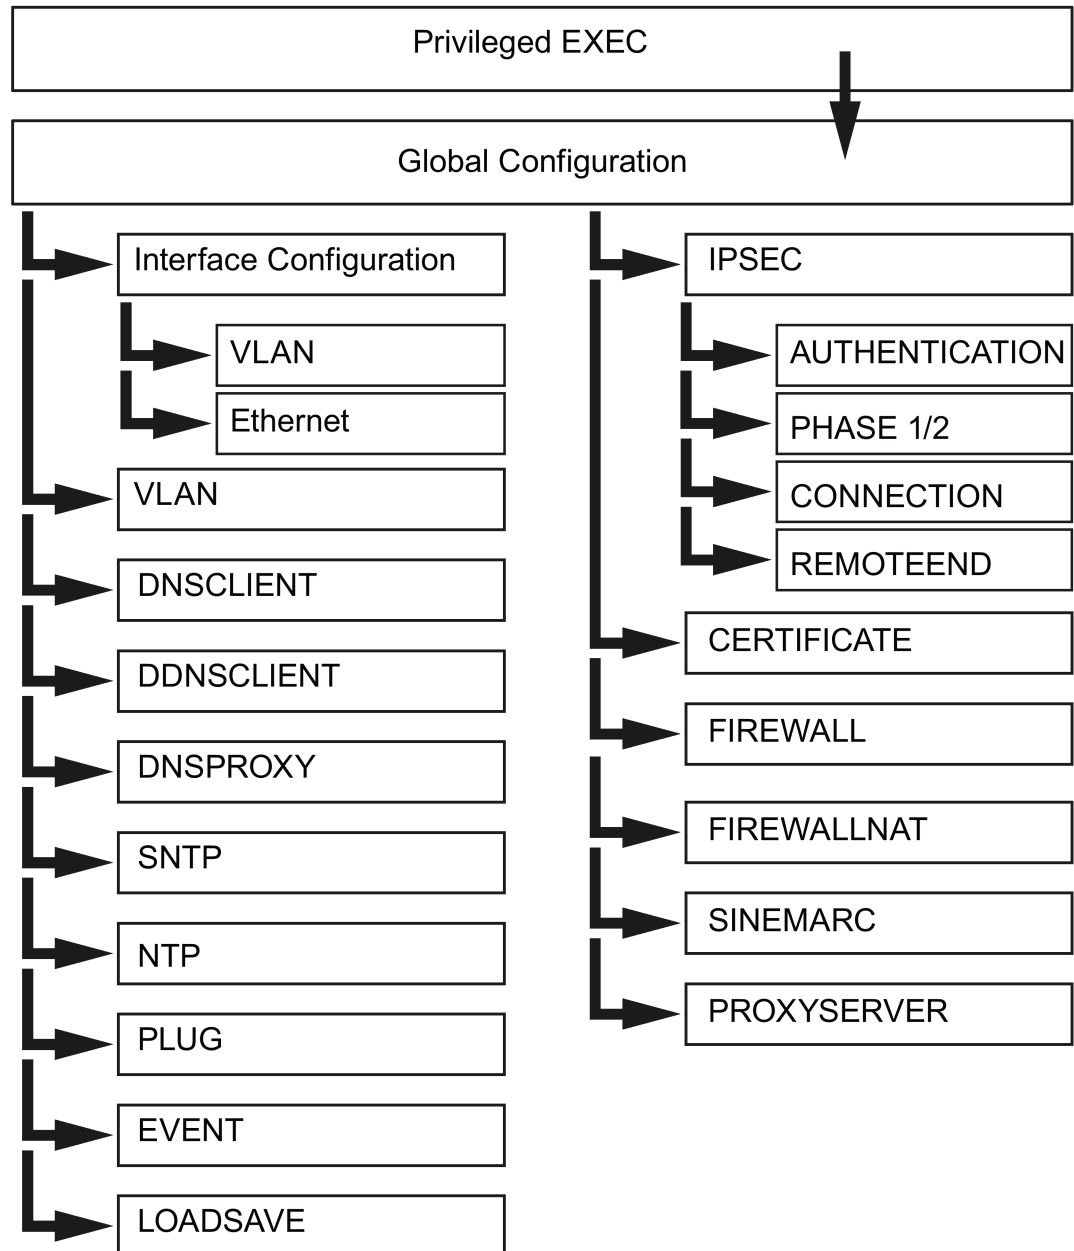 Privileged EXEC
Global Configuration
Interface Configuration
VLAN
Ethernet
VLAN
DNSCLIENT
DDNSCLIENT
DNSPROXY
SNTP
NTP
PLUG
EVENT
LOADSAVE
IPSEC
AUTHENTICATION
PHASE 1/2
CONNECTION
REMOTEEND
CERTIFICATE
FIREWALL
FIREWALLNAT
SINEMARC
PROXYSERVER